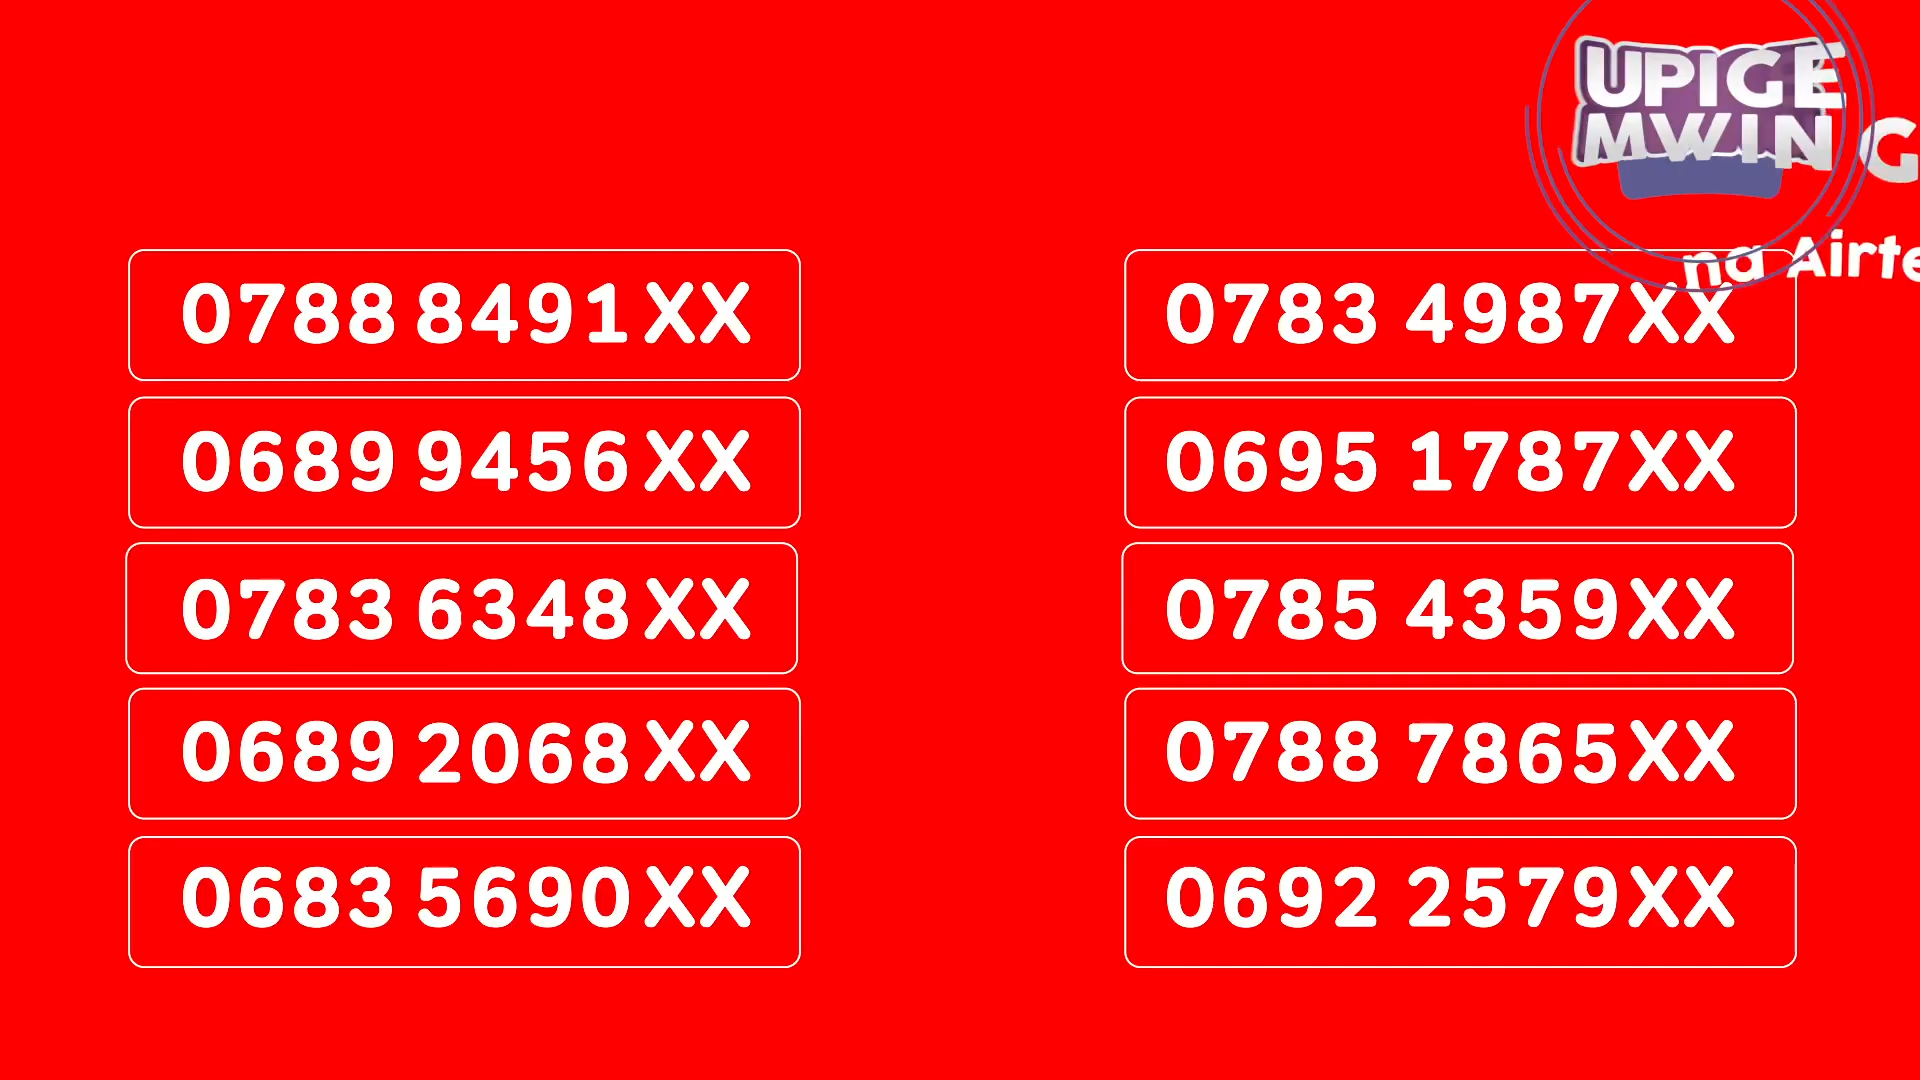 UPIGE
MWIN G
na Airte
0788 8491XX
0689 9456XX
0783 6348XX
0689 2068XX
0683 5690XX
0783 4987XX
0695 1787XX
0785 4359XX
0788 7865XX
0692 2579XX